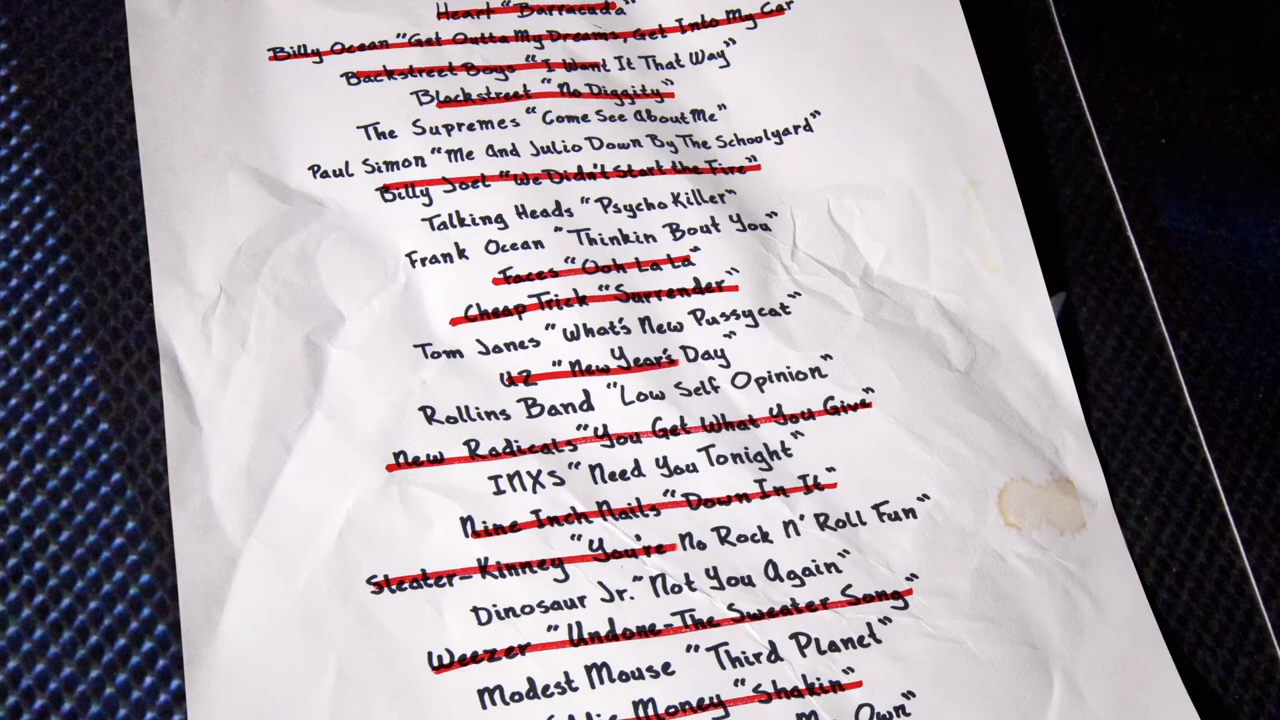 Heart "Barracada"
Billy Ocean "Get Outta My Dreams, Get Into My Car
Backstreet Boys "I Want It That Way"
Blackstreet "No Diggity"
The Supremes "Come See About Me"
Paul Simon "Me And Julio Down By The Schoolyard"
Billy Joel "We Didn't Start the Fire"
Talking Heads "Psycho Killer"
Frank Ocean "Thinkin Bout You"
Faces "Ooh La La"
Cheap Trick "Surrender"
Tom Jones "What's New Pussycat"
U2 "New Year's Day"
Rollins Band "Low Self Opinion"
New Radicals "You Get What You Give"
INXS "Need You Tonight"
Nine Inch Nails "Down In It"
Sleater-Kinney "You're No Rock N' Roll Fun"
Dinosaur Jr. "Not You Again"
Weezer "Undone-The Sweater Song"
Modest Mouse "Third Planet"
Eddie Money "Shakin"
My Own"